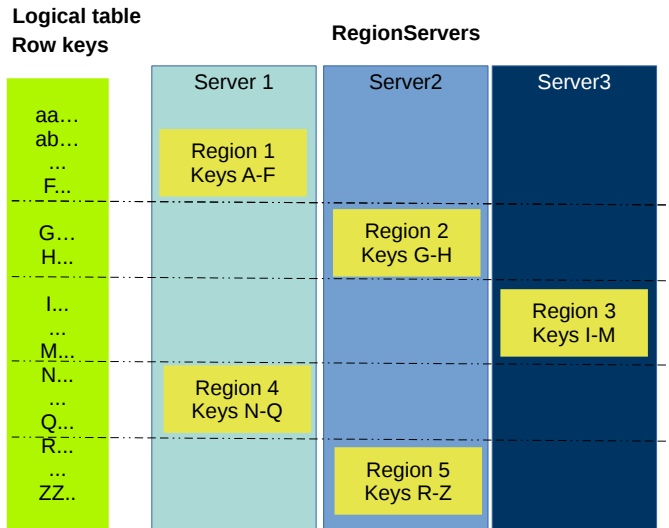 Logical table
Row keys
RegionServers
Server 1
Server2
Server3
aa…
ab…
...
F...
Region 1
Keys A-F
G…
H...
Region 2
Keys G-H
I...
...
M...
Region 3
Keys I-M
N...
...
Q...
Region 4
Keys N-Q
R...
...
ZZ..
Region 5
Keys R-Z